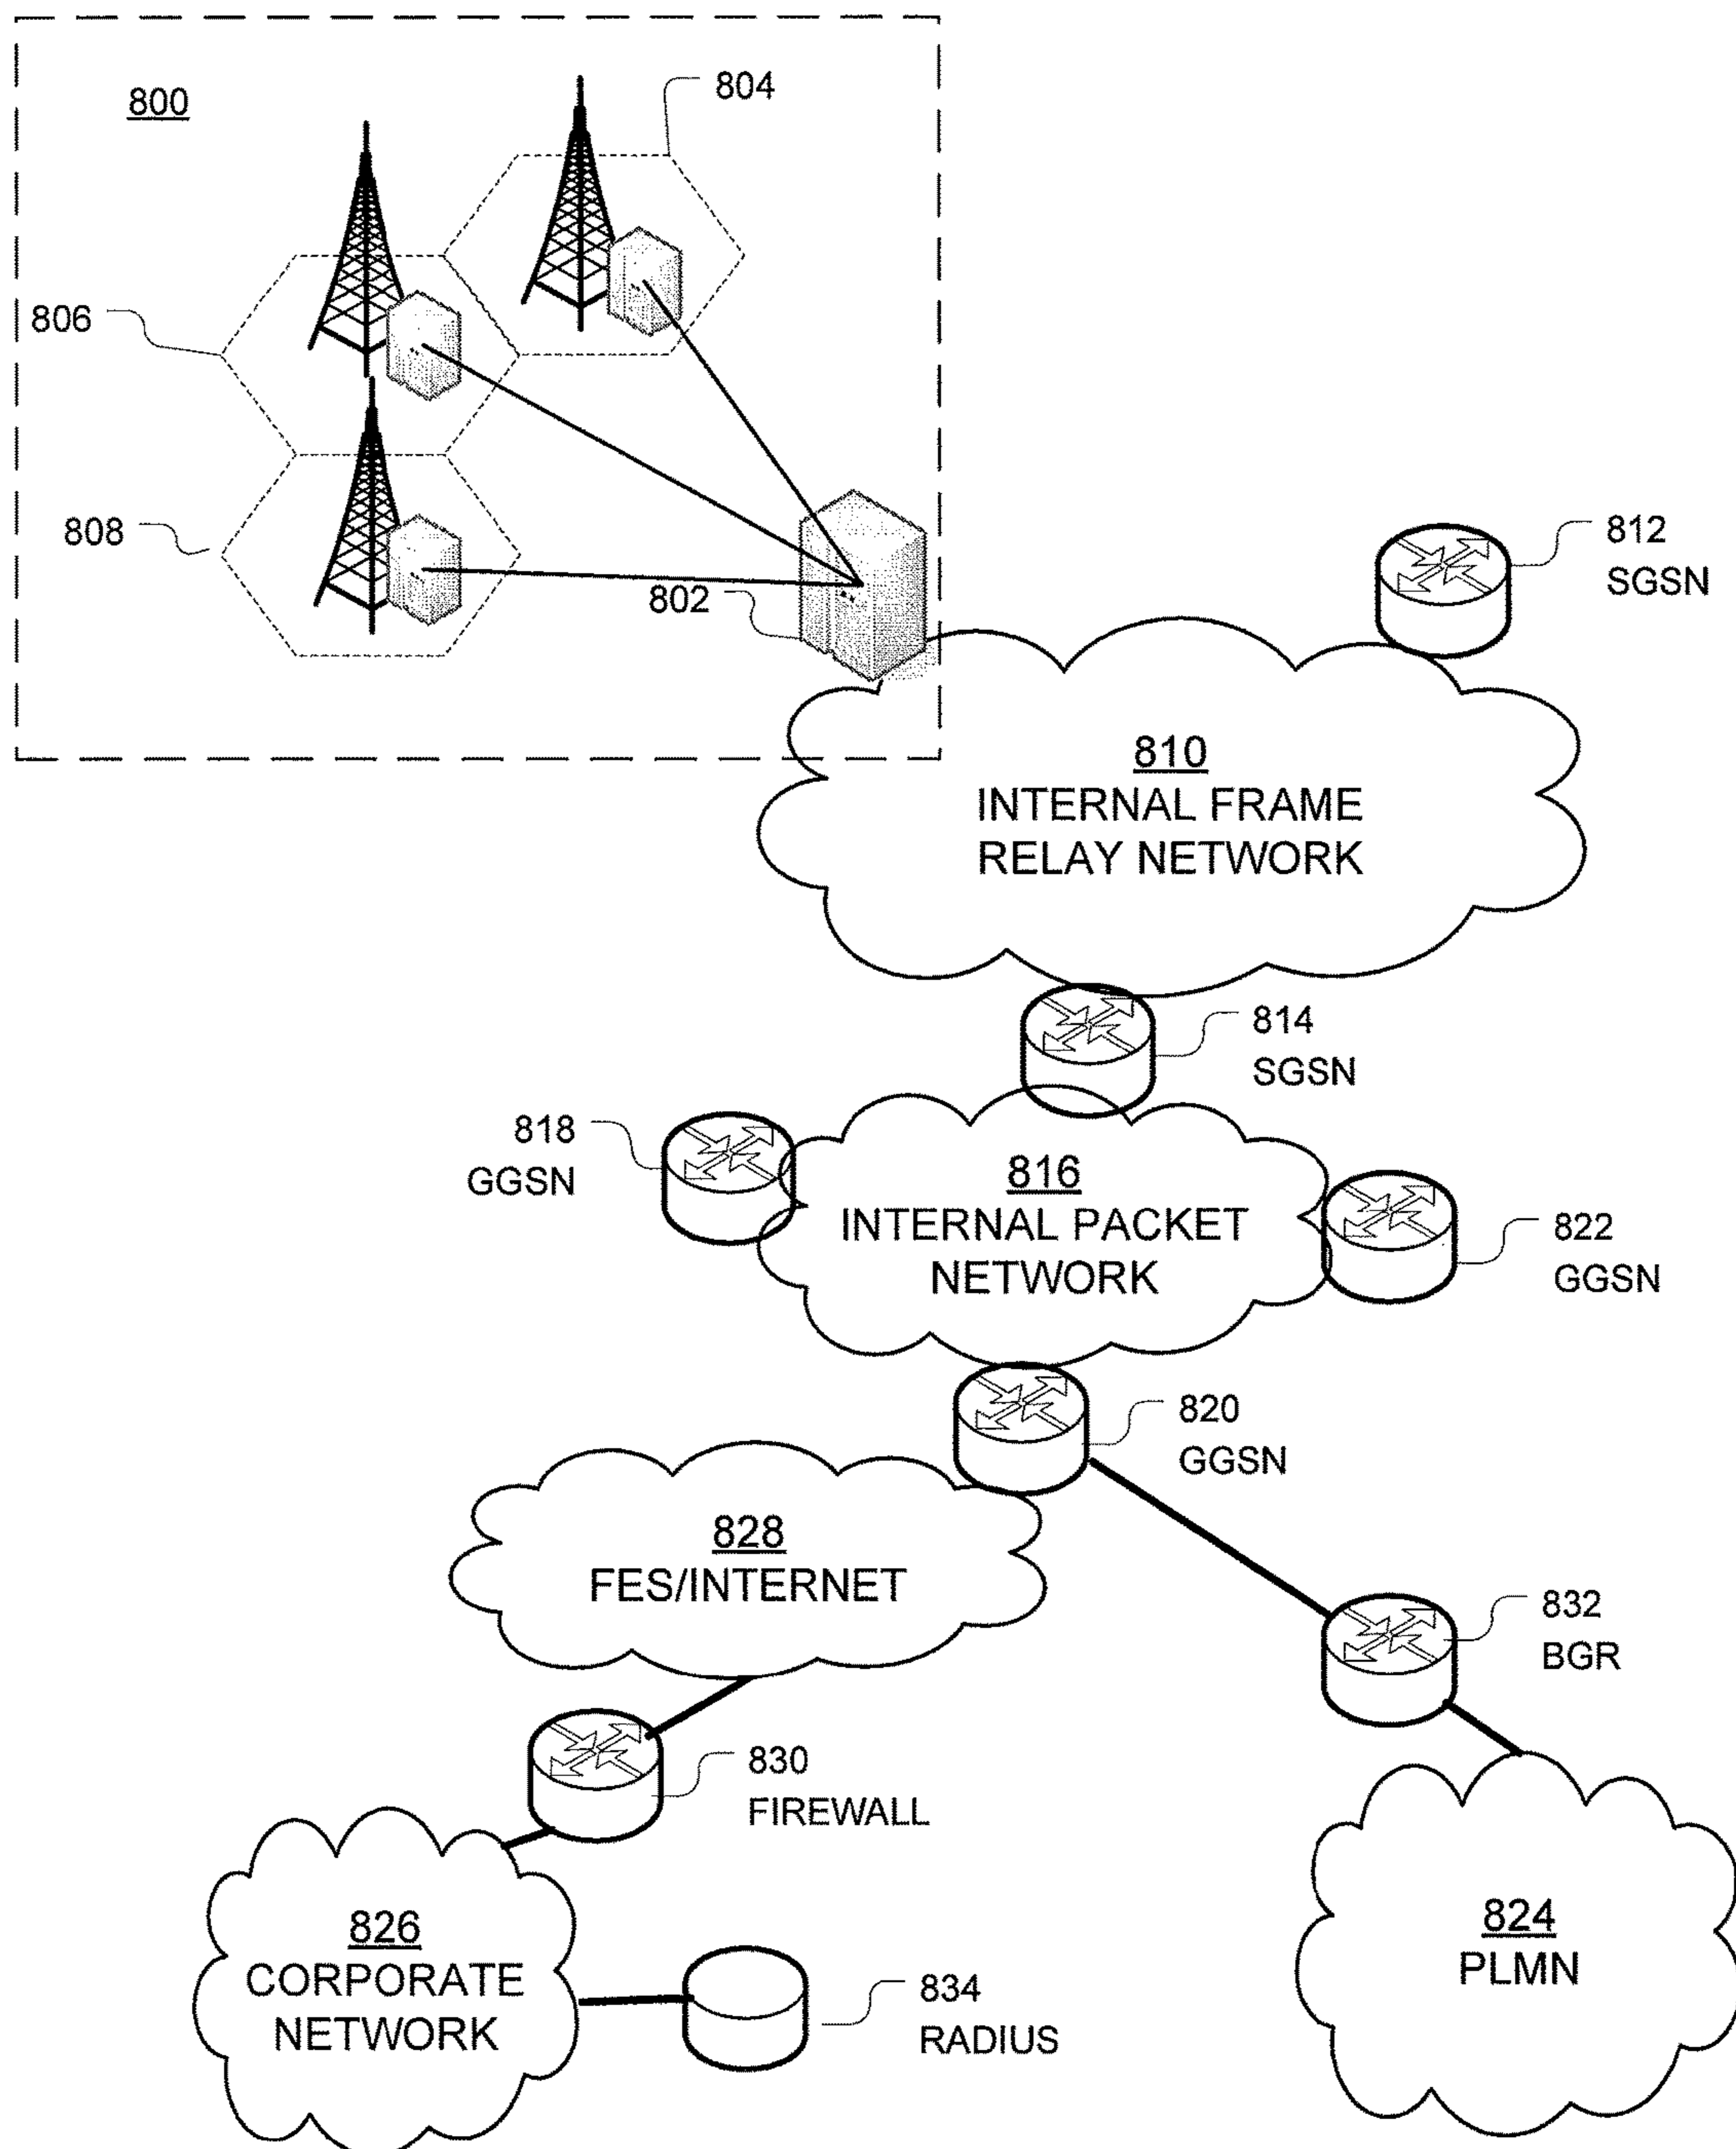 800
804
806
808
802
812
SGSN
810
INTERNAL FRAME
RELAY NETWORK
814
SGSN
818
GGSN
816
INTERNAL PACKET
NETWORK
822
GGSN
820
GGSN
828
FES/INTERNET
832
BGR
830
FIREWALL
826
CORPORATE
NETWORK
824
PLMN
834
RADIUS